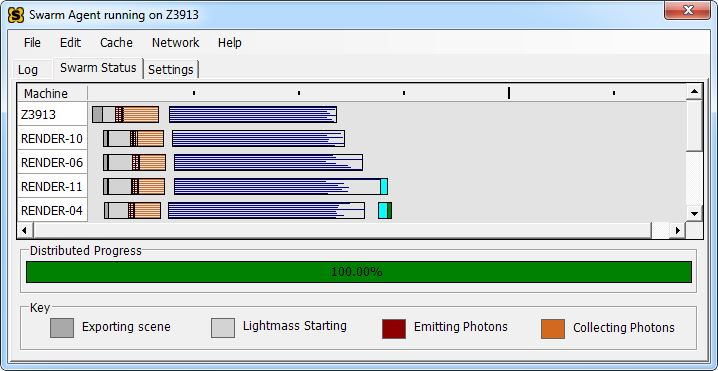 Swarm Agent running on Z3913
File Edit Cache Network Help
Log Swarm Status Settings
Machine
Z3913
RENDER-10
RENDER-06
RENDER-11
RENDER-04
Distributed Progress
100.00%
Key
Exporting scene Lightmass Starting Emitting Photons Collecting Photons